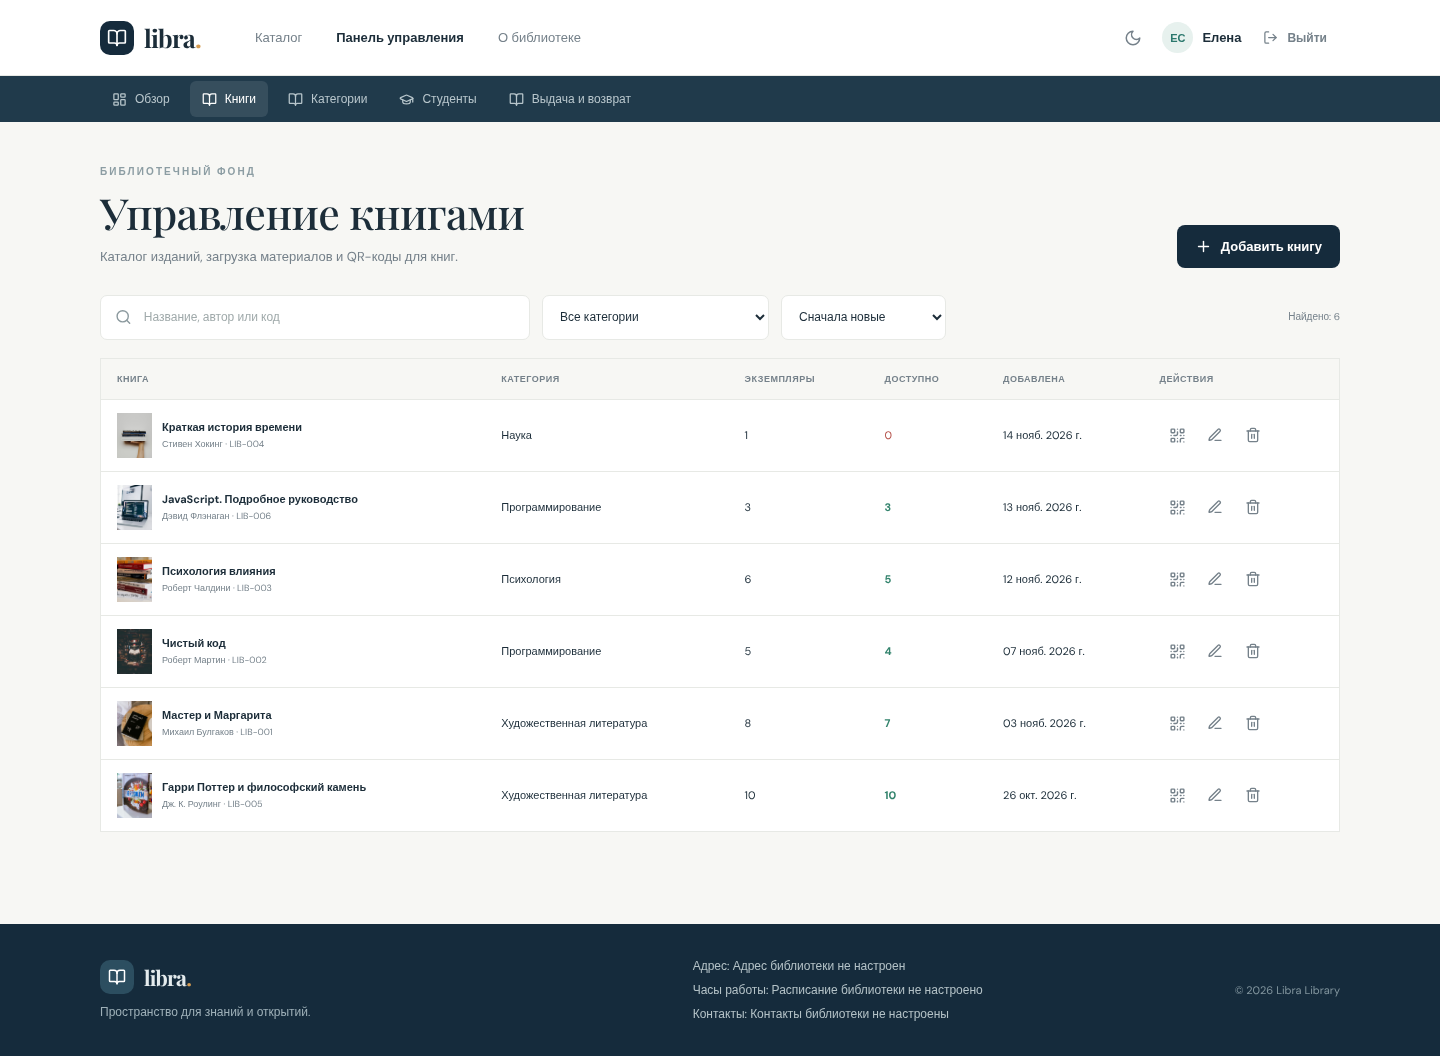 libra.
Каталог
Панель управления
О библиотеке
ЕС
Елена
Выйти
Обзор
Книги
Категории
Студенты
Выдача и возврат
БИБЛИОТЕЧНЫЙ ФОНД
Управление книгами
Каталог изданий, загрузка материалов и QR-коды для книг.
Добавить книгу
Название, автор или код
Все категории
Сначала новые
Найдено: 6
КНИГА КАТЕГОРИЯ ЭКЗЕМПЛЯРЫ ДОСТУПНО ДОБАВЛЕНА ДЕЙСТВИЯ
Краткая история времени
Стивен Хокинг · LIB-004
Наука 1 0 14 нояб. 2026 г.
JavaScript. Подробное руководство
Дэвид Флэнаган · LIB-006
Программирование 3 3 13 нояб. 2026 г.
Психология влияния
Роберт Чалдини · LIB-003
Психология 6 5 12 нояб. 2026 г.
Чистый код
Роберт Мартин · LIB-002
Программирование 5 4 07 нояб. 2026 г.
Мастер и Маргарита
Михаил Булгаков · LIB-001
Художественная литература 8 7 03 нояб. 2026 г.
Гарри Поттер и философский камень
Дж. К. Роулинг · LIB-005
Художественная литература 10 10 26 окт. 2026 г.
libra.
Пространство для знаний и открытий.
Адрес: Адрес библиотеки не настроен
Часы работы: Расписание библиотеки не настроено
Контакты: Контакты библиотеки не настроены
© 2026 Libra Library